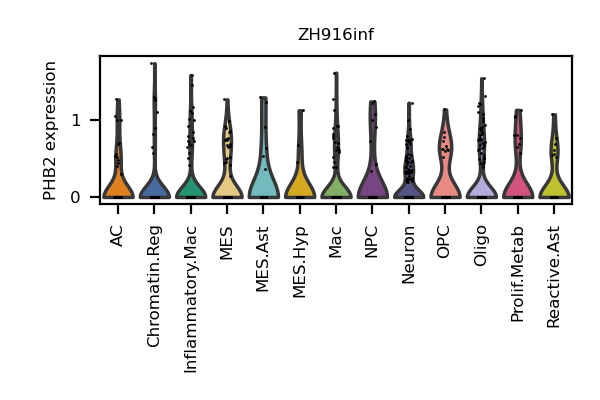 ZH916inf
PHB2 expression
1
0
AC
Chromatin.Reg
Inflammatory.Mac
MES
MES.Ast
MES.Hyp
Mac
NPC
Neuron
OPC
Oligo
Prolif.Metab
Reactive.Ast